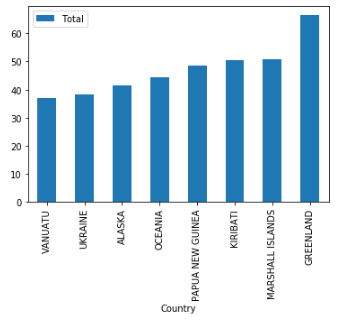 Total
60
50
40
30
20
10
0
VANUATU
UKRAINE
ALASKA
OCEANIA
PAPUA NEW GUINEA
KIRIBATI
MARSHALL ISLANDS
GREENLAND
Country